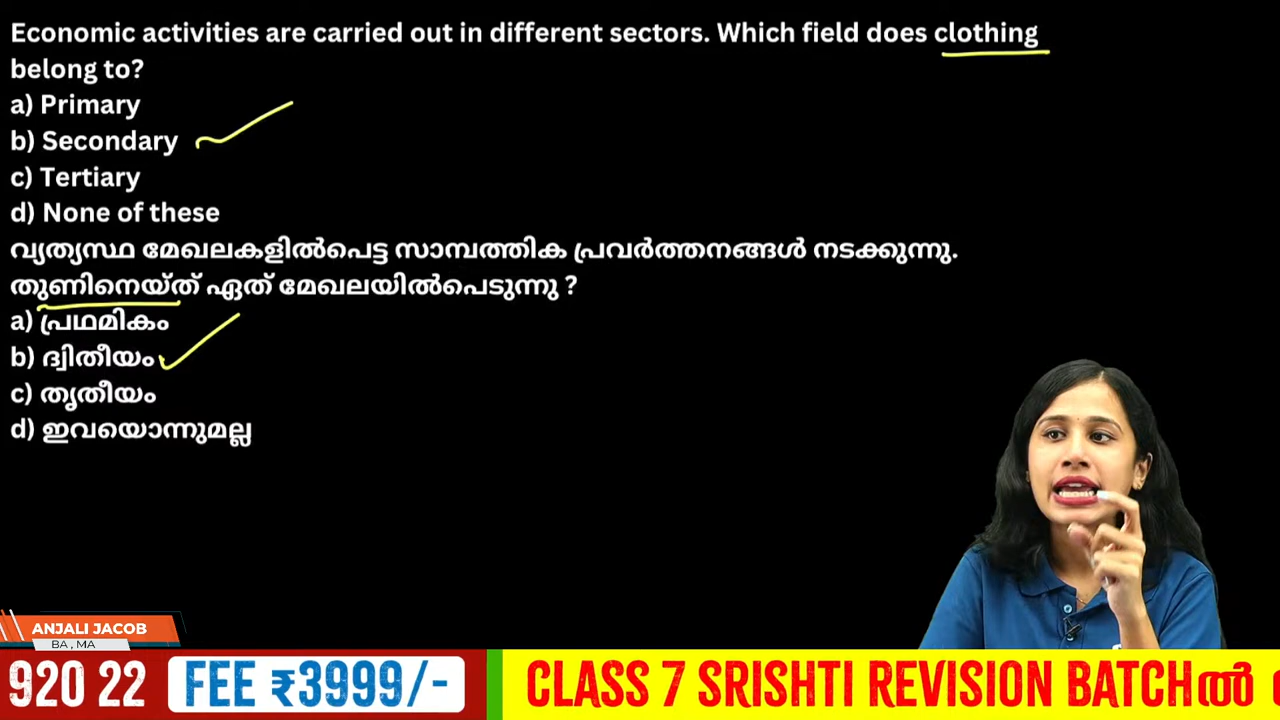 Economic activities are carried out in different sectors. Which field does clothing
belong to?
a) Primary
b) Secondary
c) Tertiary
d) None of these
വ്യത്യസ്ഥ മേഖലകളിൽപെട്ട സാമ്പത്തിക പ്രവർത്തനങ്ങൾ നടക്കുന്നു.
തുണിനെയ്ത് ഏത് മേഖലയിൽപെടുന്നു ?
a) പ്രഥമികം
b) ദ്വിതീയം
c) തൃതീയം
d) ഇവയൊന്നുമല്ല
ANJALI JACOB
BA , MA
920 22 FEE ₹3999/- CLASS 7 SRISHTI REVISION BATCHൽ